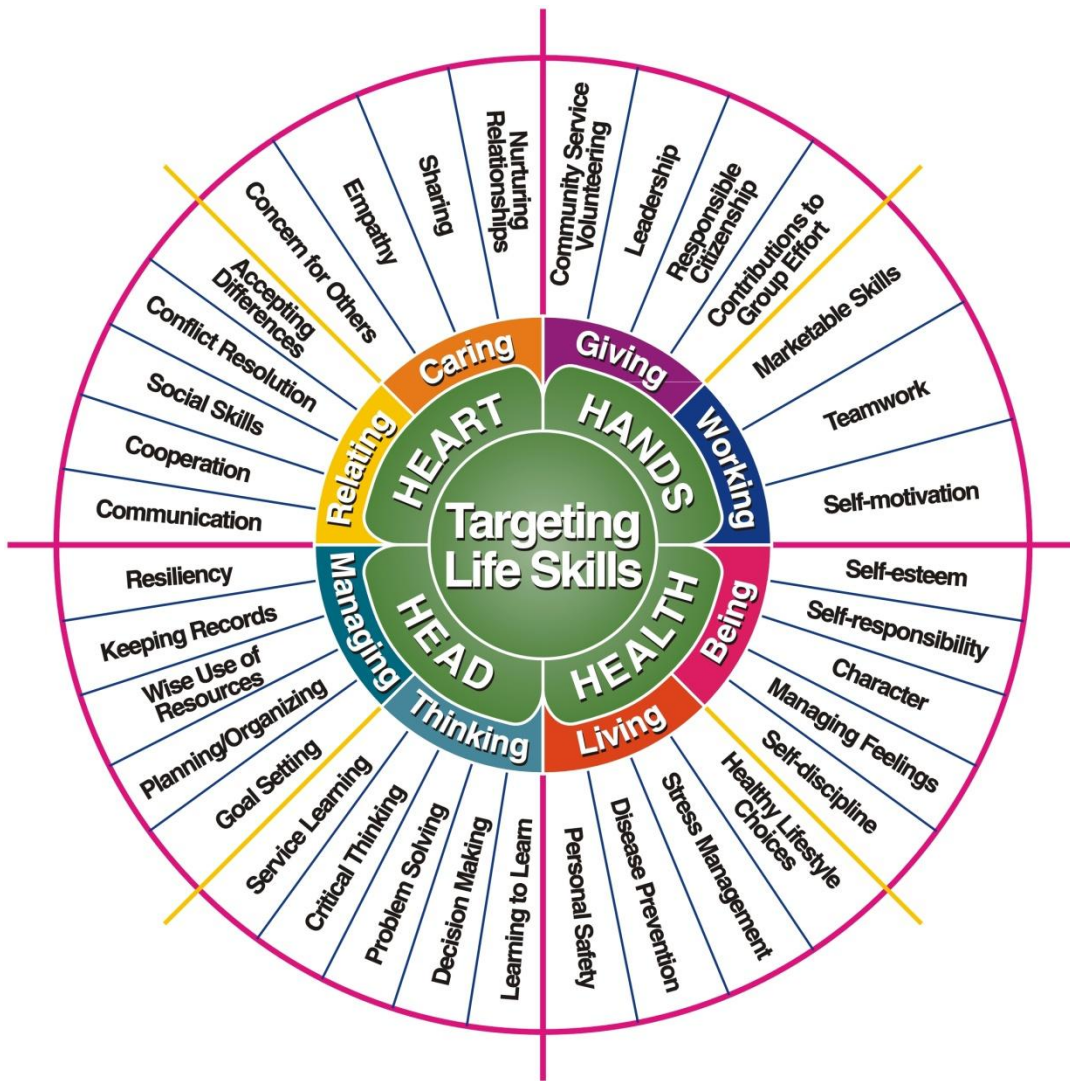 Targeting
Life Skills
HEART
HANDS
HEALTH
HEAD
Caring
Giving
Working
Being
Living
Thinking
Managing
Relating
Nurturing
Relationships
Sharing
Empathy
Concern for Others
Accepting
Differences
Conflict Resolution
Social Skills
Cooperation
Communication
Community Service
Volunteering
Leadership
Responsible
Citizenship
Contributions to
Group Effort
Marketable Skills
Teamwork
Self-motivation
Self-esteem
Self-responsibility
Character
Managing Feelings
Self-discipline
Healthy Lifestyle
Choices
Stress Management
Disease Prevention
Personal Safety
Learning to Learn
Decision Making
Problem Solving
Critical Thinking
Service Learning
Goal Setting
Planning/Organizing
Wise Use of
Resources
Keeping Records
Resiliency